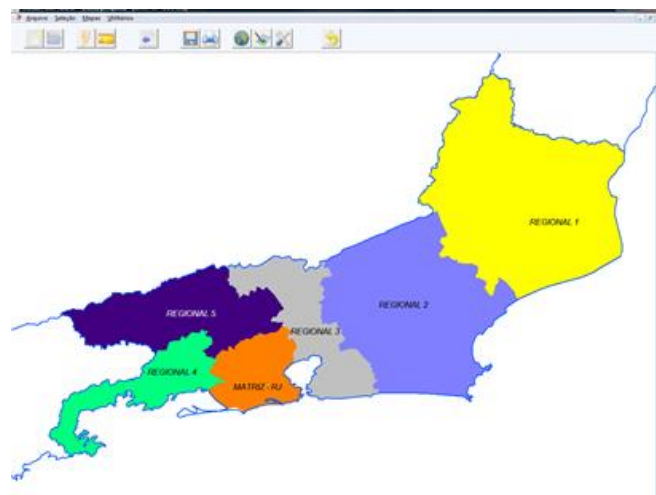 Arquivo Seleção Mapas Utilitários
REGIONAL 1
REGIONAL 2
REGIONAL 5
REGIONAL 3
REGIONAL 4
MATRIZ - RJ